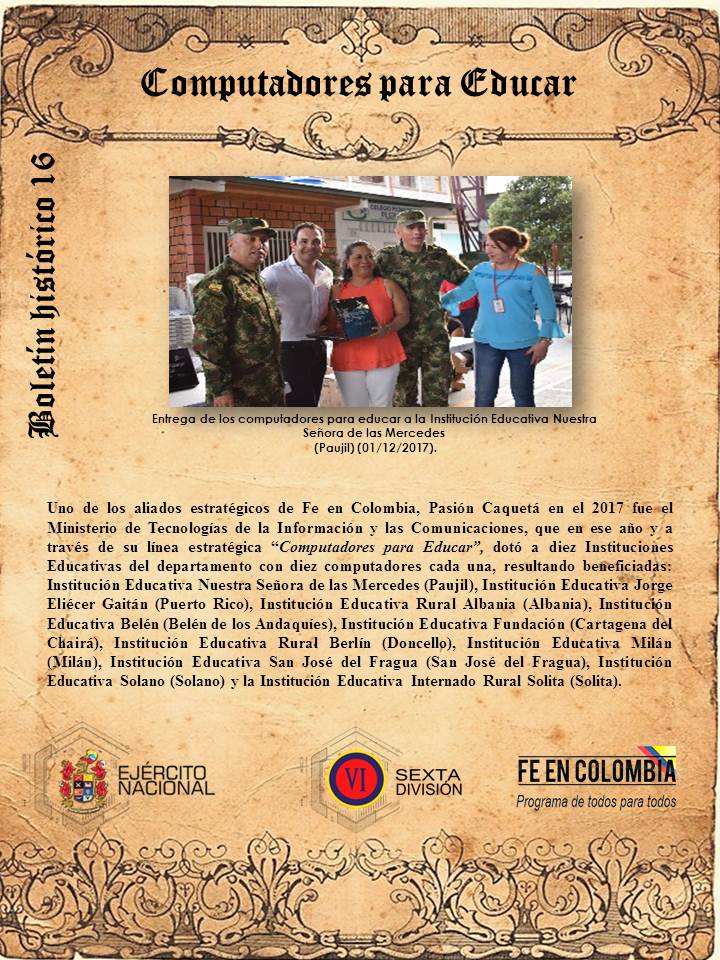 Computadores para Educar
Boletín histórico 16
Entrega de los computadores para educar a la Institución Educativa Nuestra
Señora de las Mercedes
(Paujil) (01/12/2017).
Uno de los aliados estratégicos de Fe en Colombia, Pasión Caquetá en el 2017 fue el
Ministerio de Tecnologías de la Información y las Comunicaciones, que en ese año y a
través de su línea estratégica “Computadores para Educar”, dotó a diez Instituciones
Educativas del departamento con diez computadores cada una, resultando beneficiadas:
Institución Educativa Nuestra Señora de las Mercedes (Paujil), Institución Educativa Jorge
Eliécer Gaitán (Puerto Rico), Institución Educativa Rural Albania (Albania), Institución
Educativa Belén (Belén de los Andaquíes), Institución Educativa Fundación (Cartagena del
Chairá), Institución Educativa Rural Berlín (Doncello), Institución Educativa Milán
(Milán), Institución Educativa San José del Fragua (San José del Fragua), Institución
Educativa Solano (Solano) y la Institución Educativa Internado Rural Solita (Solita).
EJÉRCITO
NACIONAL
VI
SEXTA
DIVISIÓN
FE EN COLOMBIA
Programa de todos para todos